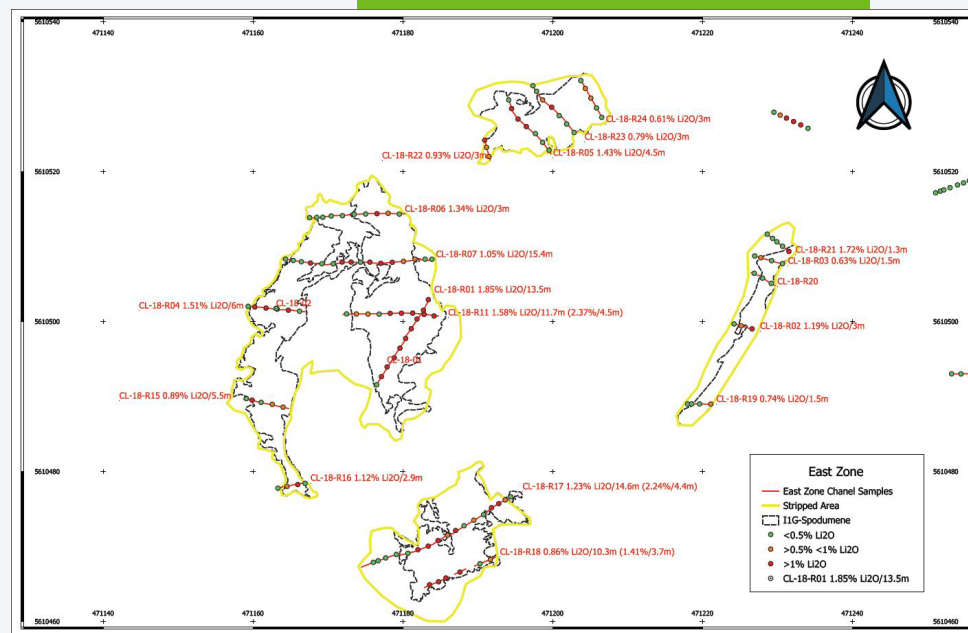 5610540
5610540
471140
471160
471180
471200
471220
471240
CL-18-R24 0.61% Li2O/3m
CL-18-R23 0.79% Li2O/3m
CL-18-R05 1.43% Li2O/4.5m
CL-18-R22 0.93% Li2O/3m
5610520
5610520
CL-18-R06 1.34% Li2O/3m
CL-18-R21 1.72% Li2O/1.3m
CL-18-R07 1.05% Li2O/15.4m
CL-18-R03 0.63% Li2O/1.5m
CL-18-R20
CL-18-R01 1.85% Li2O/13.5m
CL-18-R04 1.51% Li2O/6m
CL-18-R11 1.58% Li2O/11.7m (2.37%/4.5m)
5610500
5610500
CL-18-R02 1.19% Li2O/3m
CL-18-01
CL-18-R15 0.89% Li2O/5.5m
CL-18-R19 0.74% Li2O/1.5m
5610480
5610480
CL-18-R16 1.12% Li2O/2.9m
CL-18-R17 1.23% Li2O/14.6m (2.24%/4.4m)
CL-18-R18 0.86% Li2O/10.3m (1.41%/3.7m)
East Zone
East Zone Chanel Samples
Stripped Area
I1G-Spodumene
<0.5% Li2O
>0.5% <1% Li2O
>1% Li2O
CL-18-R01 1.85% Li2O/13.5m
471140
471160
471180
471200
471220
471240
5610460
5610460